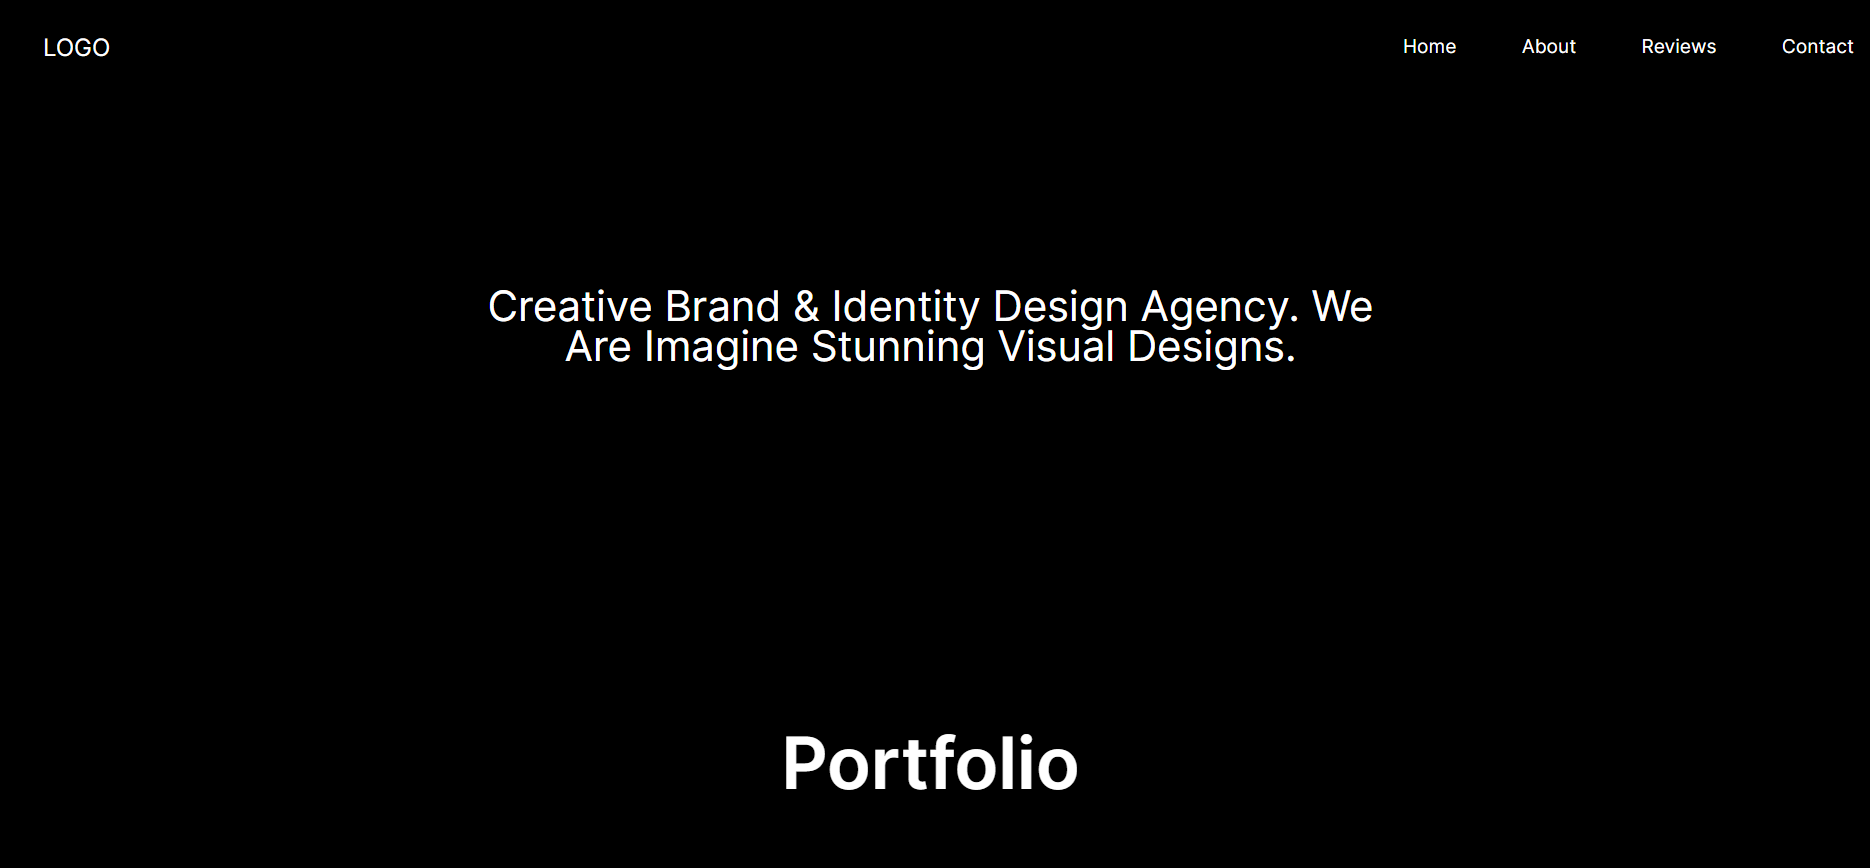 LOGO
Home
About
Reviews
Contact
Creative Brand & Identity Design Agency. We
Are Imagine Stunning Visual Designs.
Portfolio